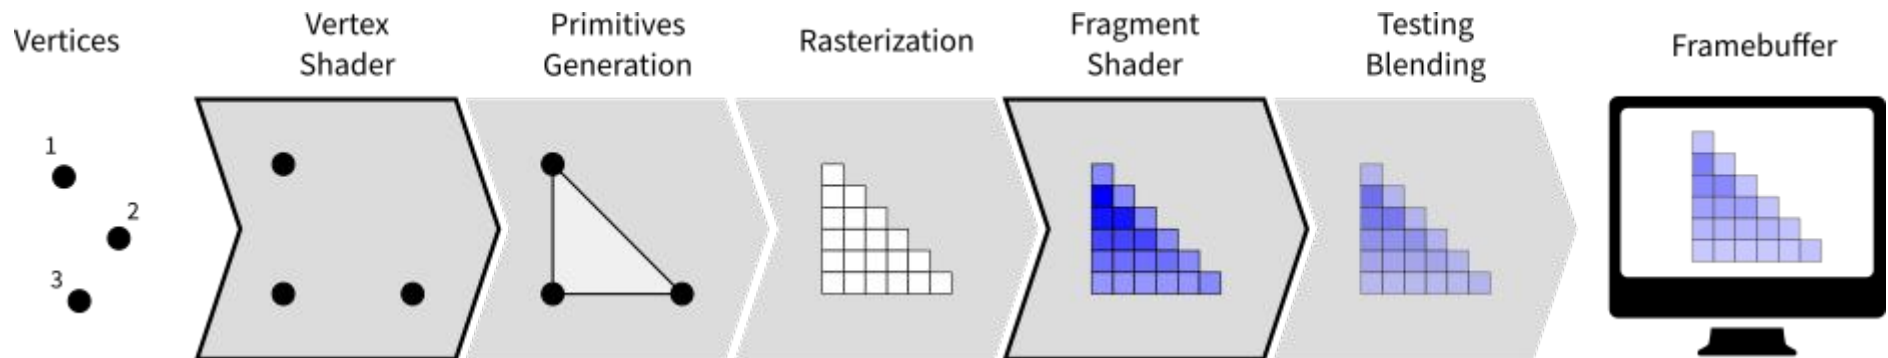 Vertices
Vertex
Shader
Primitives
Generation
Rasterization
Fragment
Shader
Testing
Blending
Framebuffer
1
2
3